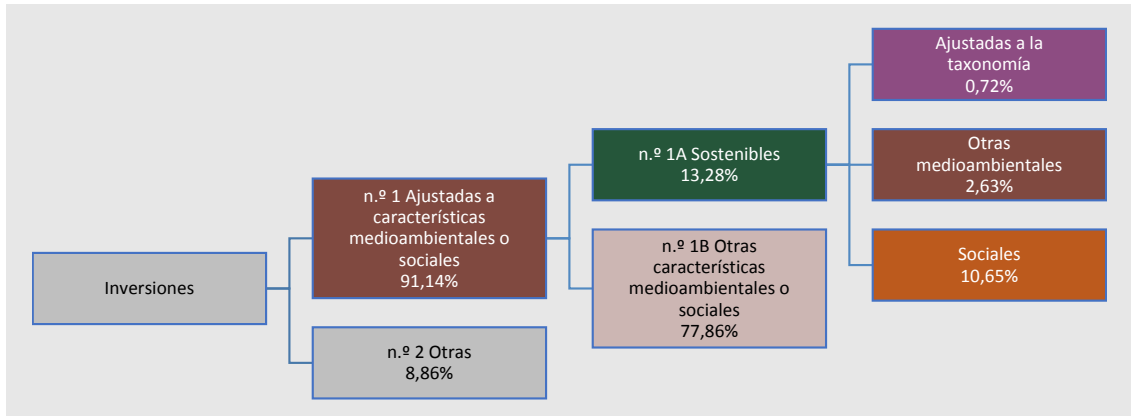 Inversiones
n.º 1 Ajustadas a
características
medioambientales o
sociales
91,14%
n.º 2 Otras
8,86%
n.º 1A Sostenibles
13,28%
n.º 1B Otras
características
medioambientales o
sociales
77,86%
Ajustadas a la
taxonomía
0,72%
Otras
medioambientales
2,63%
Sociales
10,65%